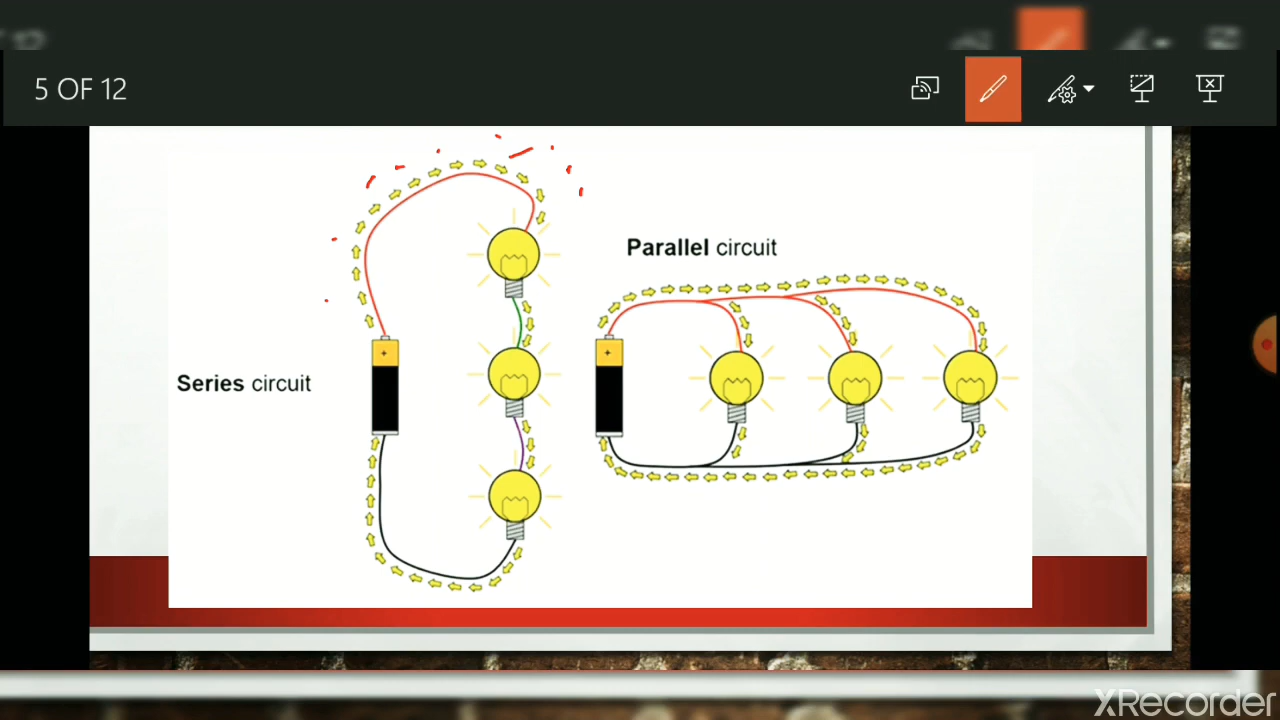 5 OF 12
Parallel circuit
+
+
Series circuit
XRecorder